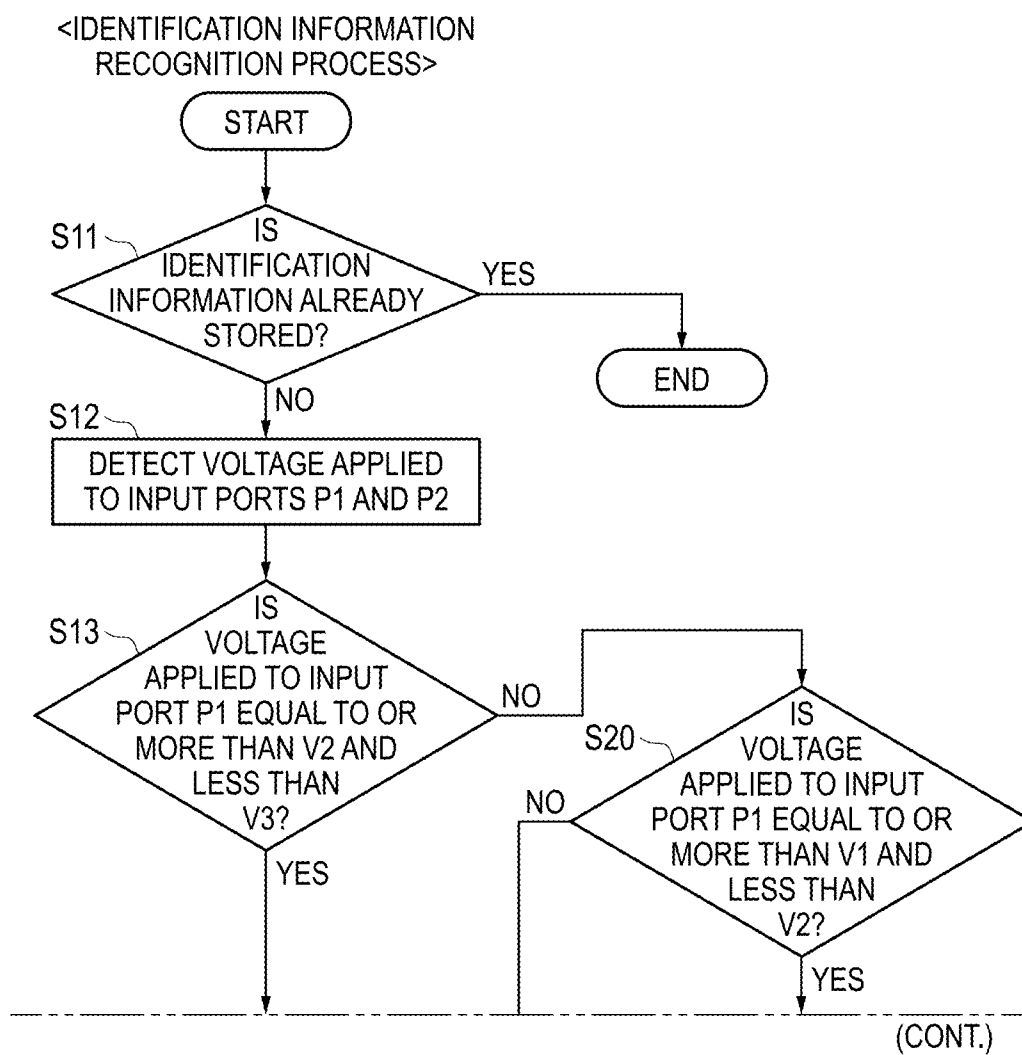 <IDENTIFICATION INFORMATION
RECOGNITION PROCESS>
START
S11
IS
IDENTIFICATION
INFORMATION ALREADY
STORED?
YES
END
NO
S12
DETECT VOLTAGE APPLIED
TO INPUT PORTS P1 AND P2
S13
IS
VOLTAGE
APPLIED TO INPUT
PORT P1 EQUAL TO OR
MORE THAN V2 AND
LESS THAN
V3?
NO
YES
S20
IS
VOLTAGE
APPLIED TO INPUT
PORT P1 EQUAL TO OR
MORE THAN V1 AND
LESS THAN
V2?
NO
YES
(CONT.)